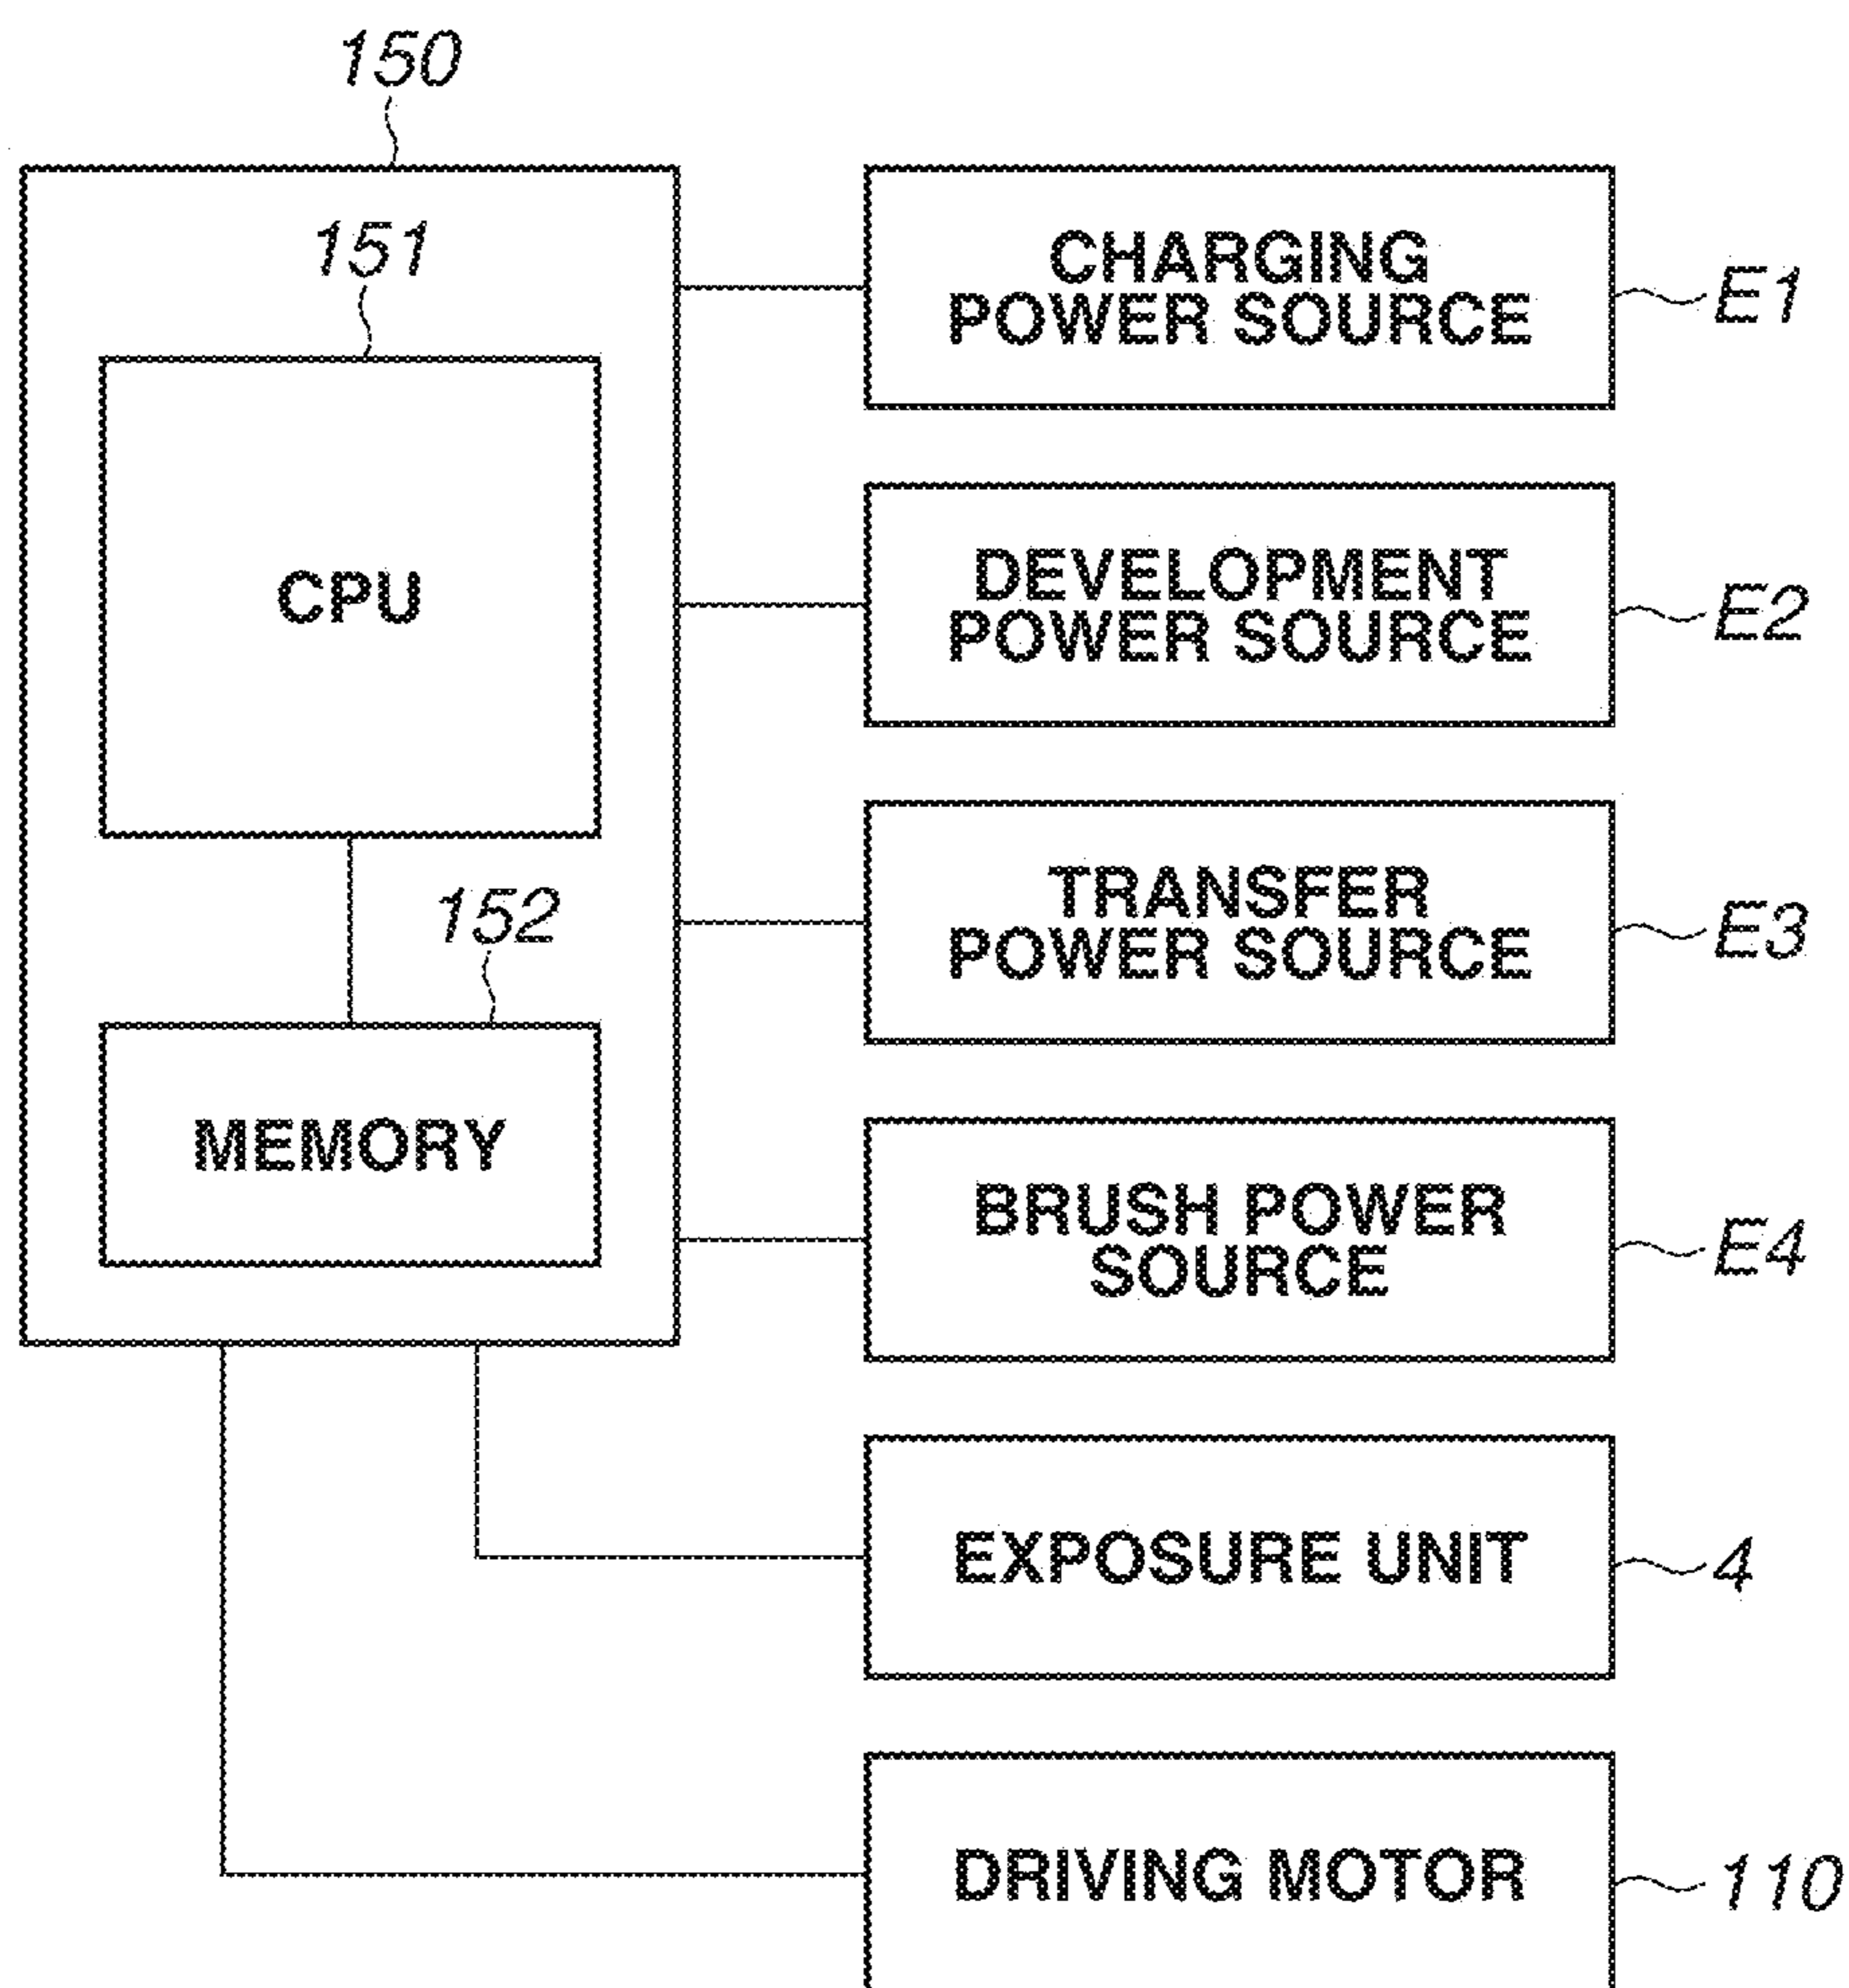 150
151
CPU
152
MEMORY
CHARGING
POWER SOURCE
E1
DEVELOPMENT
POWER SOURCE
E2
TRANSFER
POWER SOURCE
E3
BRUSH POWER
SOURCE
E4
EXPOSURE UNIT
4
DRIVING MOTOR
110